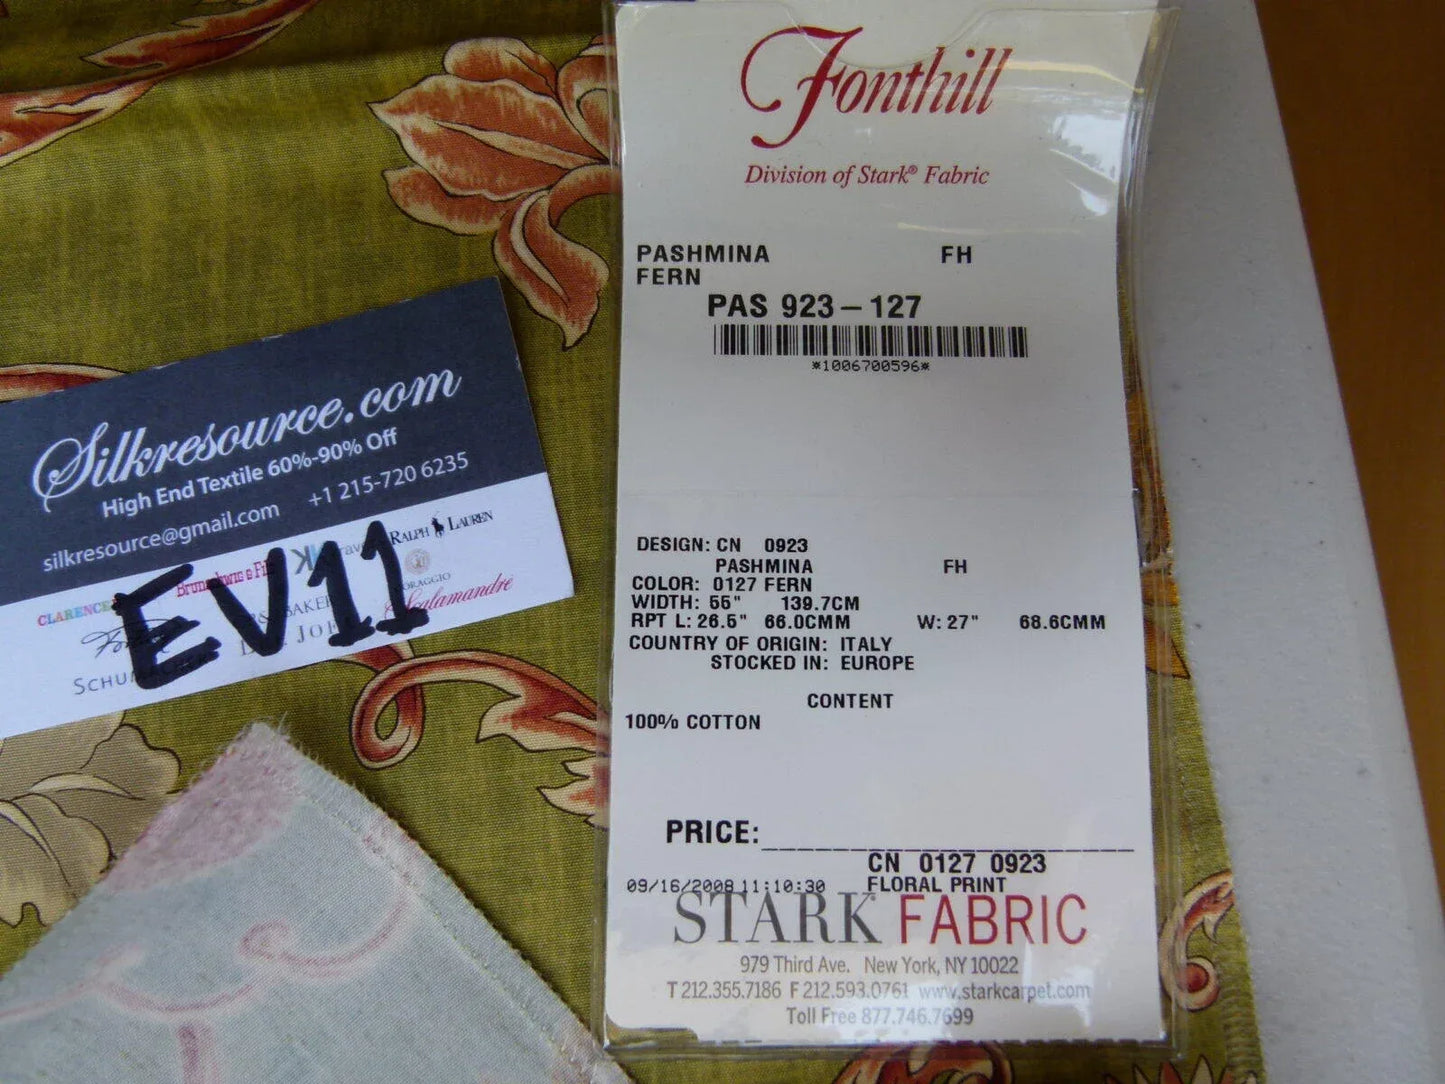 Fonthill
Division of Stark® Fabric
PASHMINA FH
FERN
PAS 923-127
*1006700596*
DESIGN: CN 0923
PASHMINA FH
COLOR: 0127 FERN
WIDTH: 55" 139.7CM
RPT L: 26.5" 66.0CMM W: 27" 68.6CMM
COUNTRY OF ORIGIN: ITALY
STOCKED IN: EUROPE
CONTENT
100% COTTON
PRICE:
CN 0127 0923
09/16/2008 11:10:30 FLORAL PRINT
STARK FABRIC
979 Third Ave. New York, NY 10022
T 212.355.7186 F 212.593.0761 www.starkcarpet.com
Toll Free 877.746.7699
Silkresource.com
High End Textile 60%-90% Off
silkresource@gmail.com +1 215-720 6235
RALPH LAUREN
CLARENCE
Scalamandre
EV11